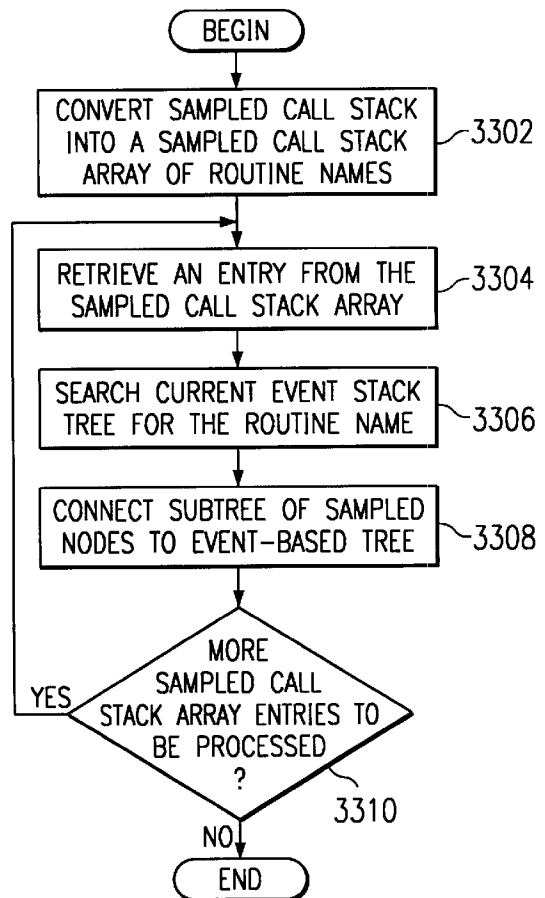 BEGIN
CONVERT SAMPLED CALL STACK
INTO A SAMPLED CALL STACK
ARRAY OF ROUTINE NAMES
3302
RETRIEVE AN ENTRY FROM THE
SAMPLED CALL STACK ARRAY
3304
SEARCH CURRENT EVENT STACK
TREE FOR THE ROUTINE NAME
3306
CONNECT SUBTREE OF SAMPLED
NODES TO EVENT-BASED TREE
3308
MORE
SAMPLED CALL
STACK ARRAY ENTRIES TO
BE PROCESSED
?
YES
3310
NO
END